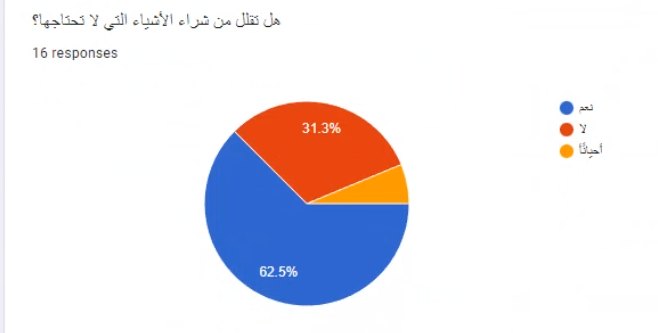 هل تقلل من شراء الأشياء التي لا تحتاجها؟
16 responses
31.3%
62.5%
نعم
لا
أحيانًا